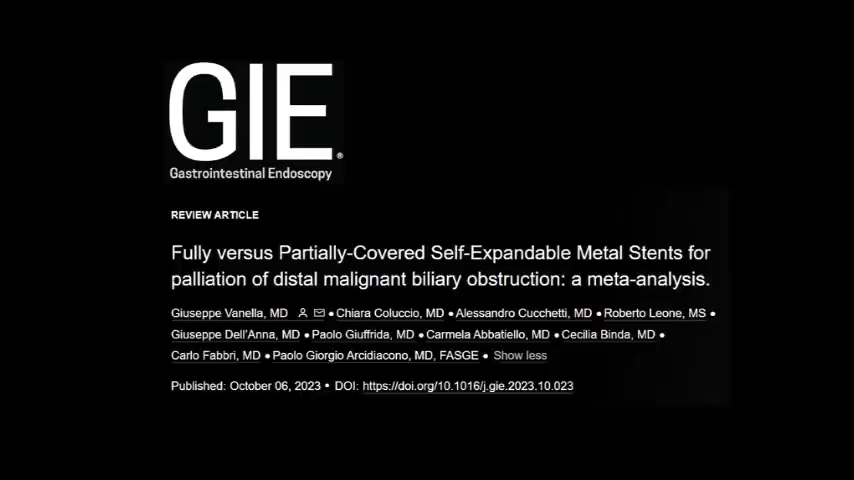 GIE®
Gastrointestinal Endoscopy
REVIEW ARTICLE
Fully versus Partially-Covered Self-Expandable Metal Stents for
palliation of distal malignant biliary obstruction: a meta-analysis.
Giuseppe Vanella, MD • Chiara Coluccio, MD • Alessandro Cucchetti, MD • Roberto Leone, MS •
Giuseppe Dell'Anna, MD • Paolo Giuffrida, MD • Carmela Abbatiello, MD • Cecilia Binda, MD •
Carlo Fabbri, MD • Paolo Giorgio Arcidiacono, MD, FASGE • Show less
Published: October 06, 2023 • DOI: https://doi.org/10.1016/j.gie.2023.10.023